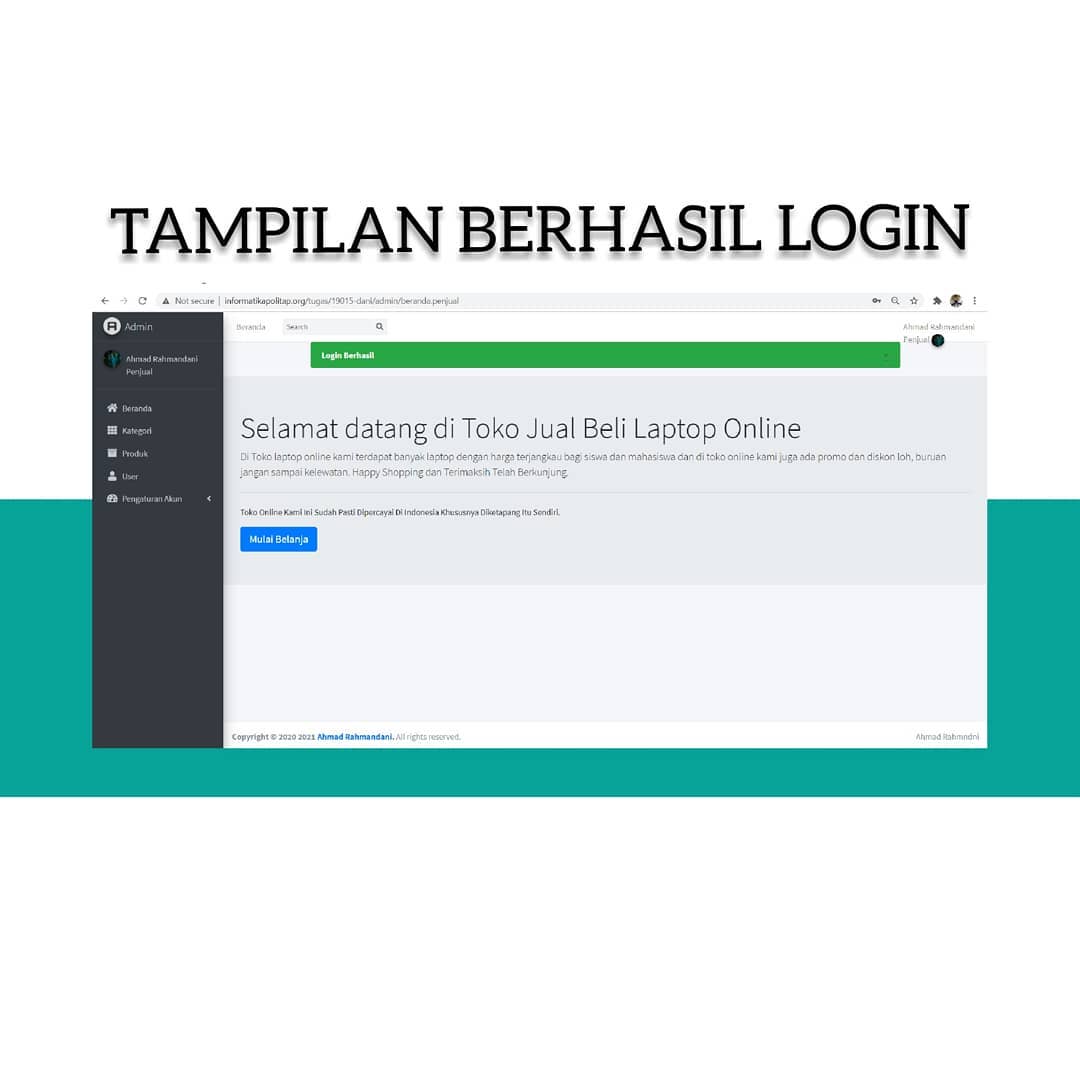 TAMPILAN BERHASIL LOGIN
Not secure | informatikapolitap.org/tugas/19015-dani/admin/beranda.penjual
Admin
Beranda
Search
Ahmad Rahmandani
Penjual
Login Berhasil
Ahmad Rahmandani
Penjual
Beranda
Kategori
Produk
User
Pengaturan Akun
Selamat datang di Toko Jual Beli Laptop Online
Di Toko laptop online kami terdapat banyak laptop dengan harga terjangkau bagi siswa dan mahasiswa dan di toko online kami juga ada promo dan diskon loh, buruan
jangan sampai kelewatan. Happy Shopping dan Terimaksih Telah Berkunjung.
Toko Online Kami Ini Sudah Pasti Dipercayai Di Indonesia Khususnya Diketapang Itu Sendiri.
Mulai Belanja
Copyright © 2020 2021 Ahmad Rahmandani. All rights reserved.
Ahmad Rahmndni